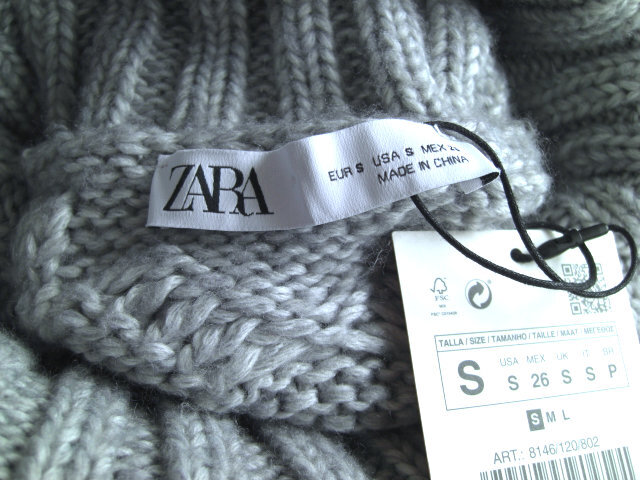 ZARA
EUR S USA S MEX
MADE IN CHINA
FSC
TALLA / SIZE / TAMANHO / TAILLE / MAAT
USA MEX UK IT BR
S S 26 S S P
S M L
ART.: 8146/120/802